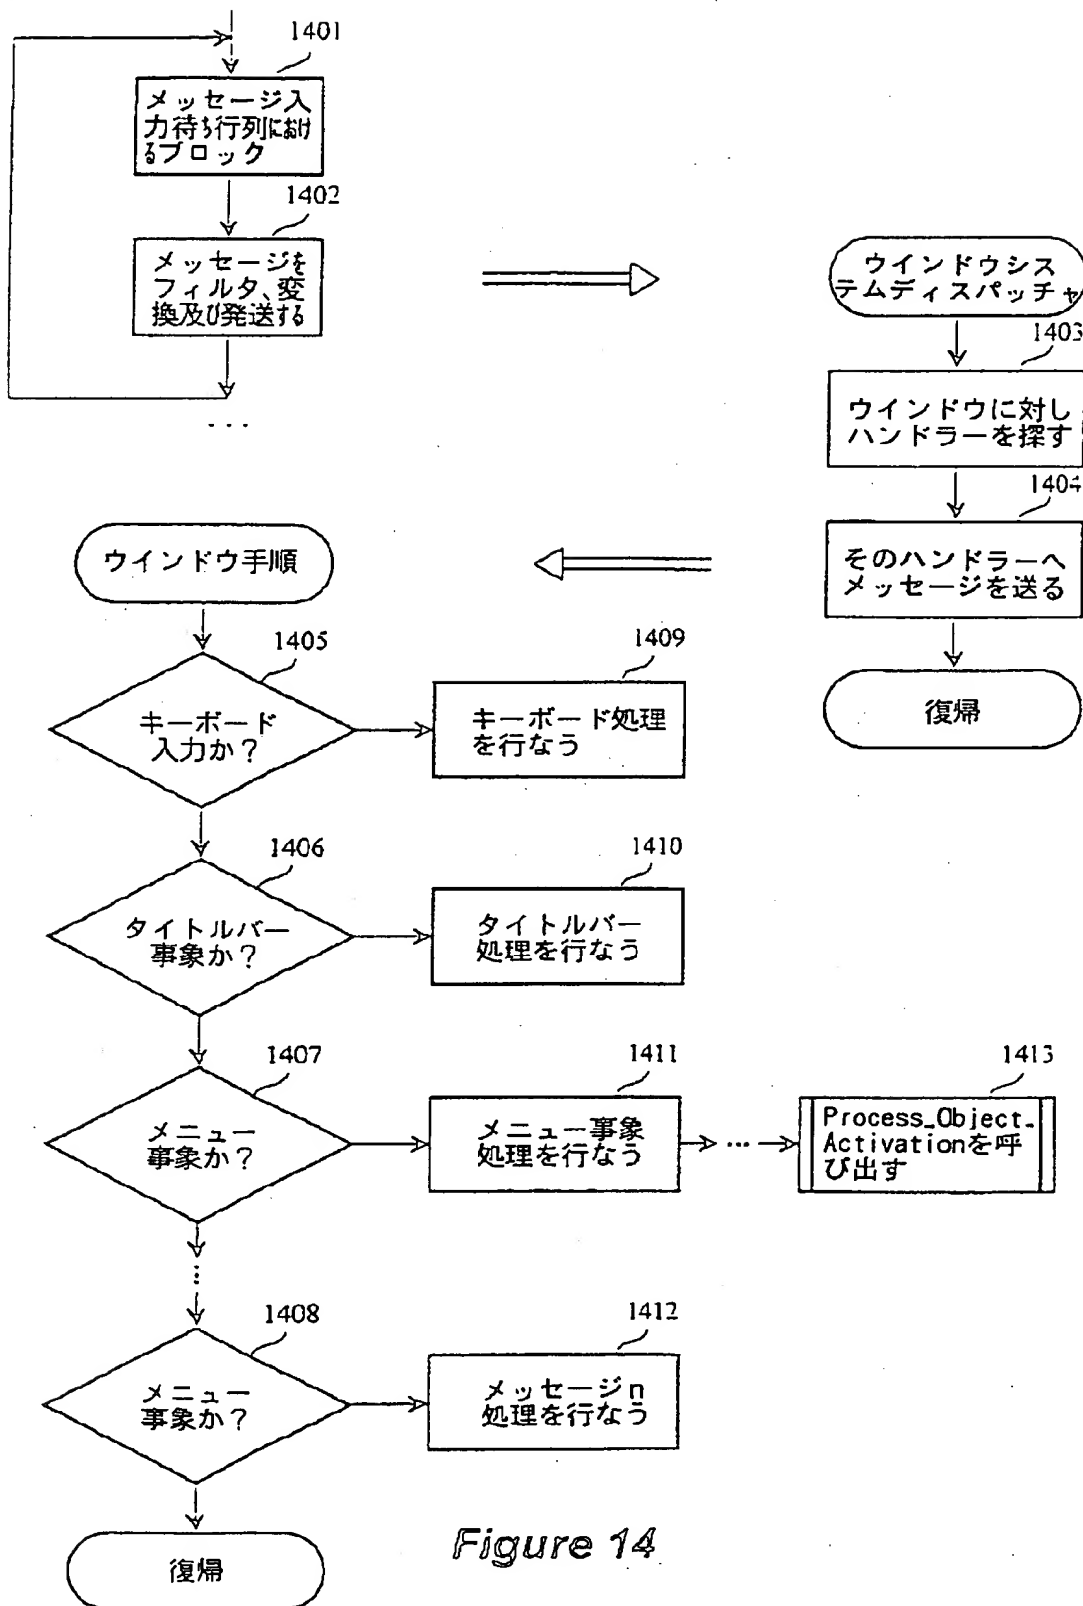 1401
メッセージ入
力待ち行列におけ
るブロック
1402
メッセージを
フィルタ、変
換及び発送する
...
ウインドウシス
テムディスパッチャ
1403
ウインドウに対し
ハンドラーを探す
1404
そのハンドラーへ
メッセージを送る
復帰
ウインドウ手順
1405
キーボード
入力か?
1409
キーボード処理
を行なう
1406
タイトルバー
事象か?
1410
タイトルバー
処理を行なう
1407
メニュー
事象か?
1411
メニュー事象
処理を行なう
...
1413
Process_Object_
Activationを呼
び出す
...
1408
メニュー
事象か?
1412
メッセージn
処理を行なう
復帰
Figure 14